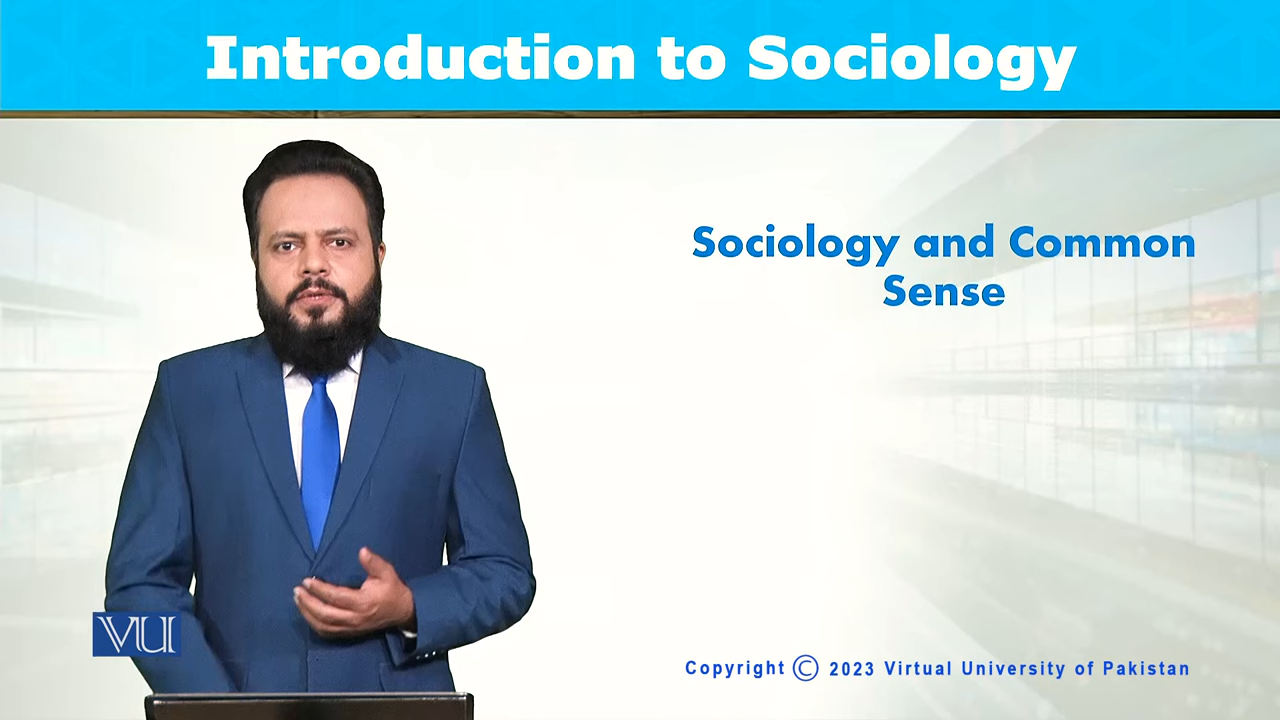 Introduction to Sociology
Sociology and Common
Sense
VU
Copyright © 2023 Virtual University of Pakistan